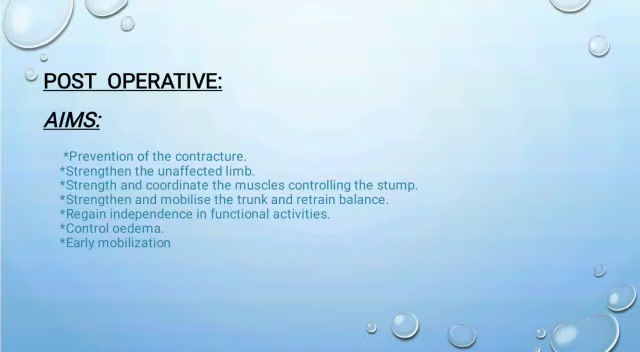 POST OPERATIVE:
AIMS:
*Prevention of the contracture.
*Strengthen the unaffected limb.
*Strength and coordinate the muscles controlling the stump.
*Strengthen and mobilise the trunk and retrain balance.
*Regain independence in functional activities.
*Control oedema.
*Early mobilization